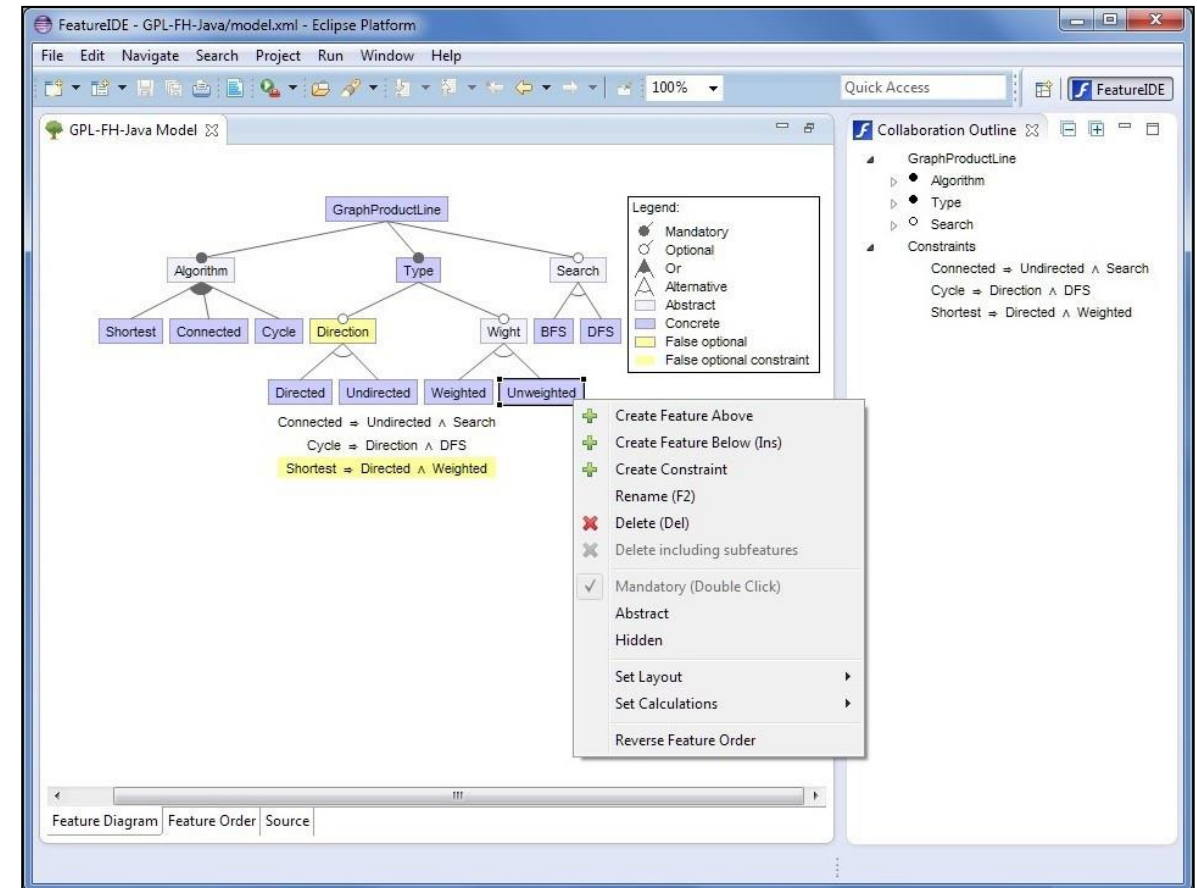 FeatureIDE - GPL-FH-Java/model.xml - Eclipse Platform
File Edit Navigate Search Project Run Window Help
100% Quick Access FeatureIDE
GPL-FH-Java Model
GraphProductLine
Algorithm Type Search
Shortest Connected Cycle Direction Wight BFS DFS
Directed Undirected Weighted Unweighted
Connected ⇒ Undirected ∧ Search
Cycle ⇒ Direction ∧ DFS
Shortest ⇒ Directed ∧ Weighted
Legend:
Mandatory
Optional
Or
Alternative
Abstract
Concrete
False optional
False optional constraint
Create Feature Above
Create Feature Below (Ins)
Create Constraint
Rename (F2)
Delete (Del)
Delete including subfeatures
Mandatory (Double Click)
Abstract
Hidden
Set Layout
Set Calculations
Reverse Feature Order
Feature Diagram Feature Order Source
Collaboration Outline
GraphProductLine
Algorithm
Type
Search
Constraints
Connected ⇒ Undirected ∧ Search
Cycle ⇒ Direction ∧ DFS
Shortest ⇒ Directed ∧ Weighted